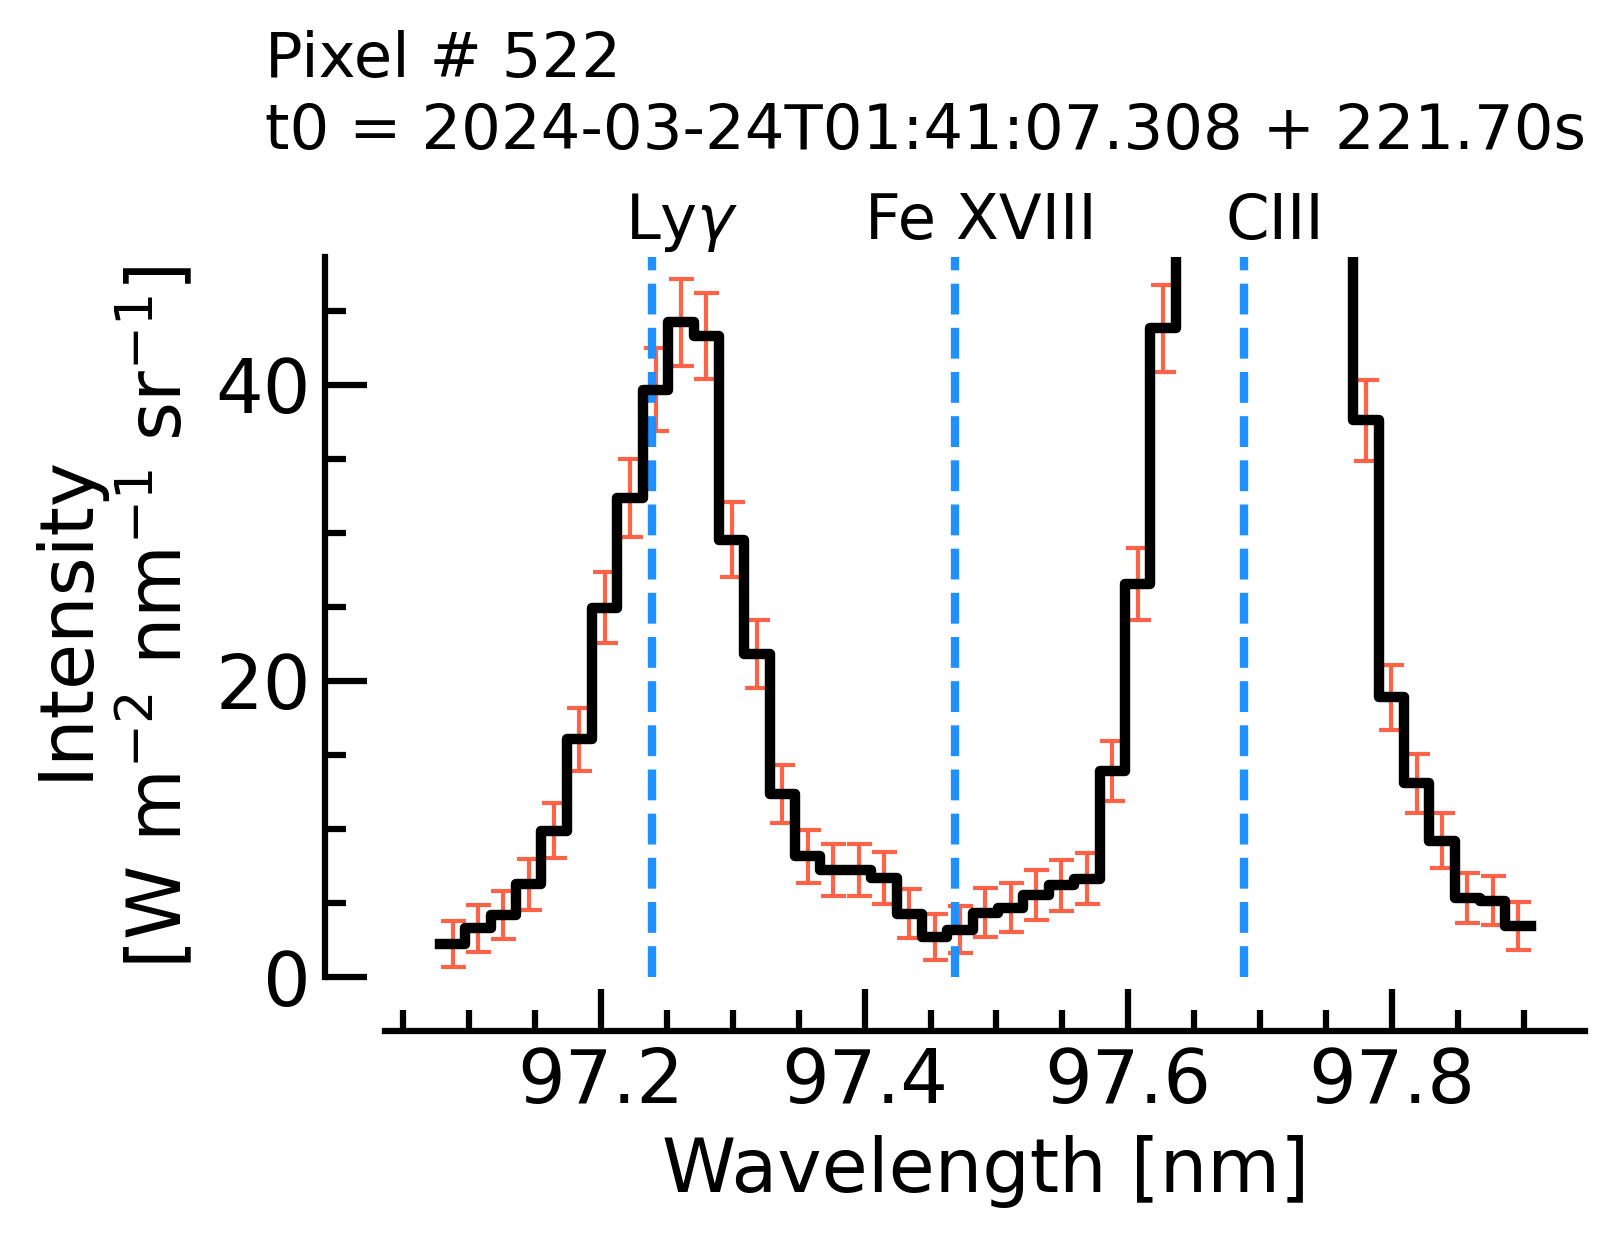 Pixel # 522
t0 = 2024-03-24T01:41:07.308 + 221.70s
Lyγ Fe XVIII CIII
Intensity
[W m⁻² nm⁻¹ sr⁻¹]
40
20
0
97.2 97.4 97.6 97.8
Wavelength [nm]